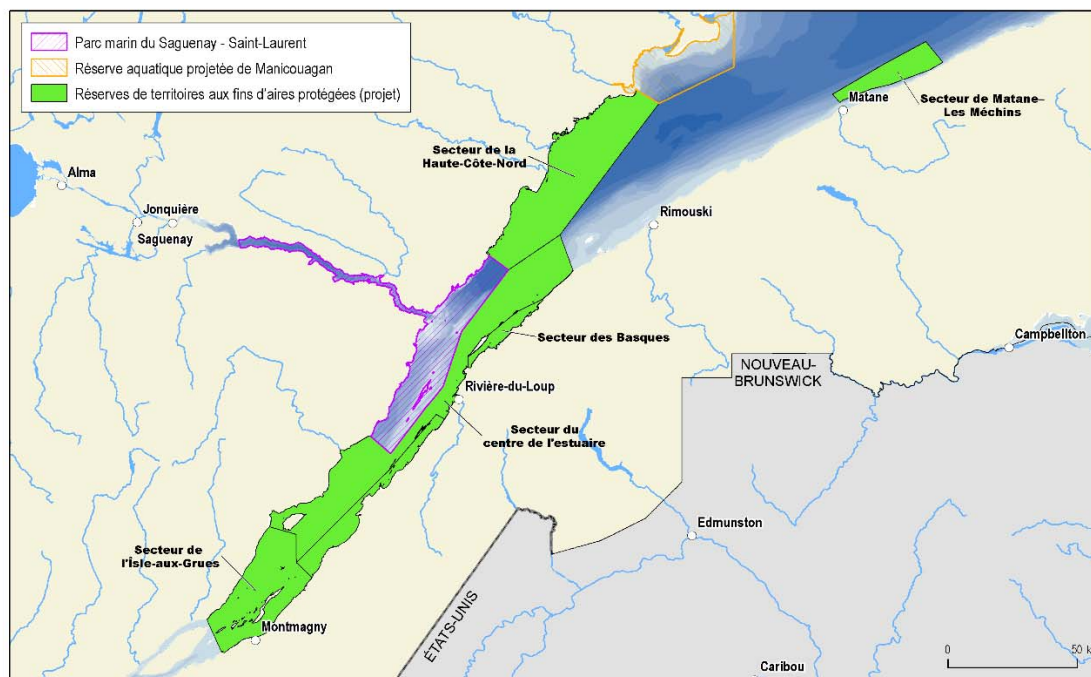 Parc marin du Saguenay - Saint-Laurent
Réserve aquatique projetée de Manicouagan
Réserves de territoires aux fins d'aires protégées (projet)
Matane
Secteur de Matane–
Les Méchins
Secteur de la
Haute-Côte-Nord
Alma
Jonquière
Saguenay
Rimouski
Secteur des Basques
Campbellton
NOUVEAU-
BRUNSWICK
Rivière-du-Loup
Secteur du
centre de l'estuaire
Edmunston
Secteur de
l'Isle-aux-Grues
Montmagny
ÉTATS-UNIS
Caribou
0
50 k